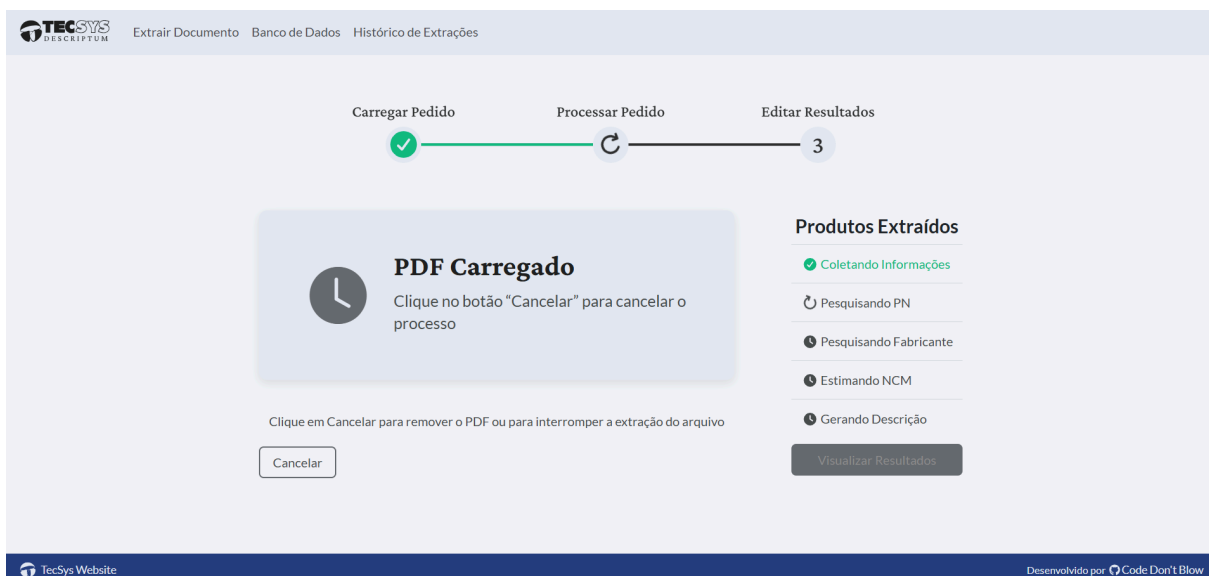 TECSYS
DESCRIPTUM
Extrair Documento Banco de Dados Histórico de Extrações
Carregar Pedido Processar Pedido Editar Resultados
3
PDF Carregado
Clique no botão “Cancelar” para cancelar o
processo
Clique em Cancelar para remover o PDF ou para interromper a extração do arquivo
Cancelar
Produtos Extraídos
Coletando Informações
Pesquisando PN
Pesquisando Fabricante
Estimando NCM
Gerando Descrição
Visualizar Resultados
TecSys Website
Desenvolvido por Code Don't Blow